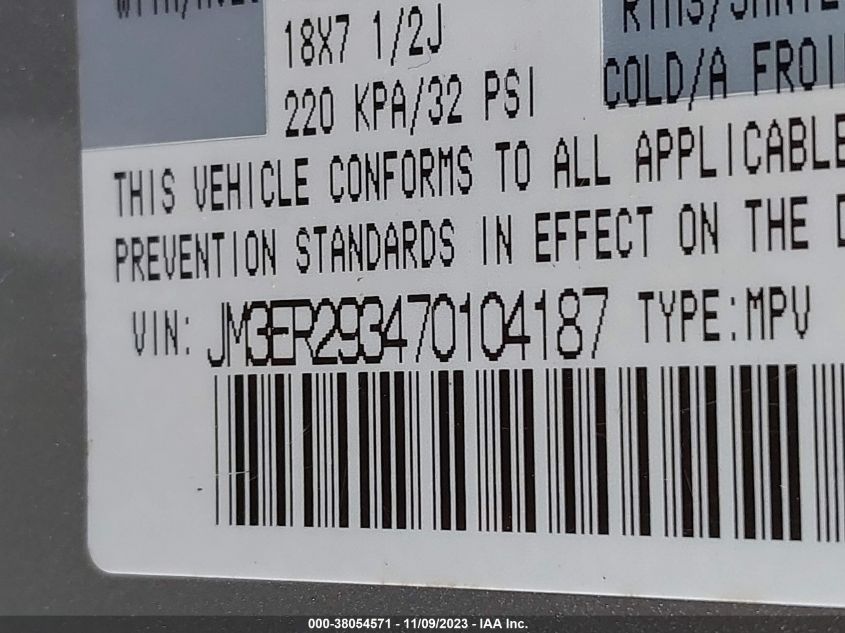 18X7 1/2J
220 KPA/32 PSI
COLD/A FROI
THIS VEHICLE CONFORMS TO ALL APPLICABLE
PREVENTION STANDARDS IN EFFECT ON THE D
VIN: JM3ER293470104187 TYPE:MPV
000-38054571 - 11/09/2023 - IAA Inc.